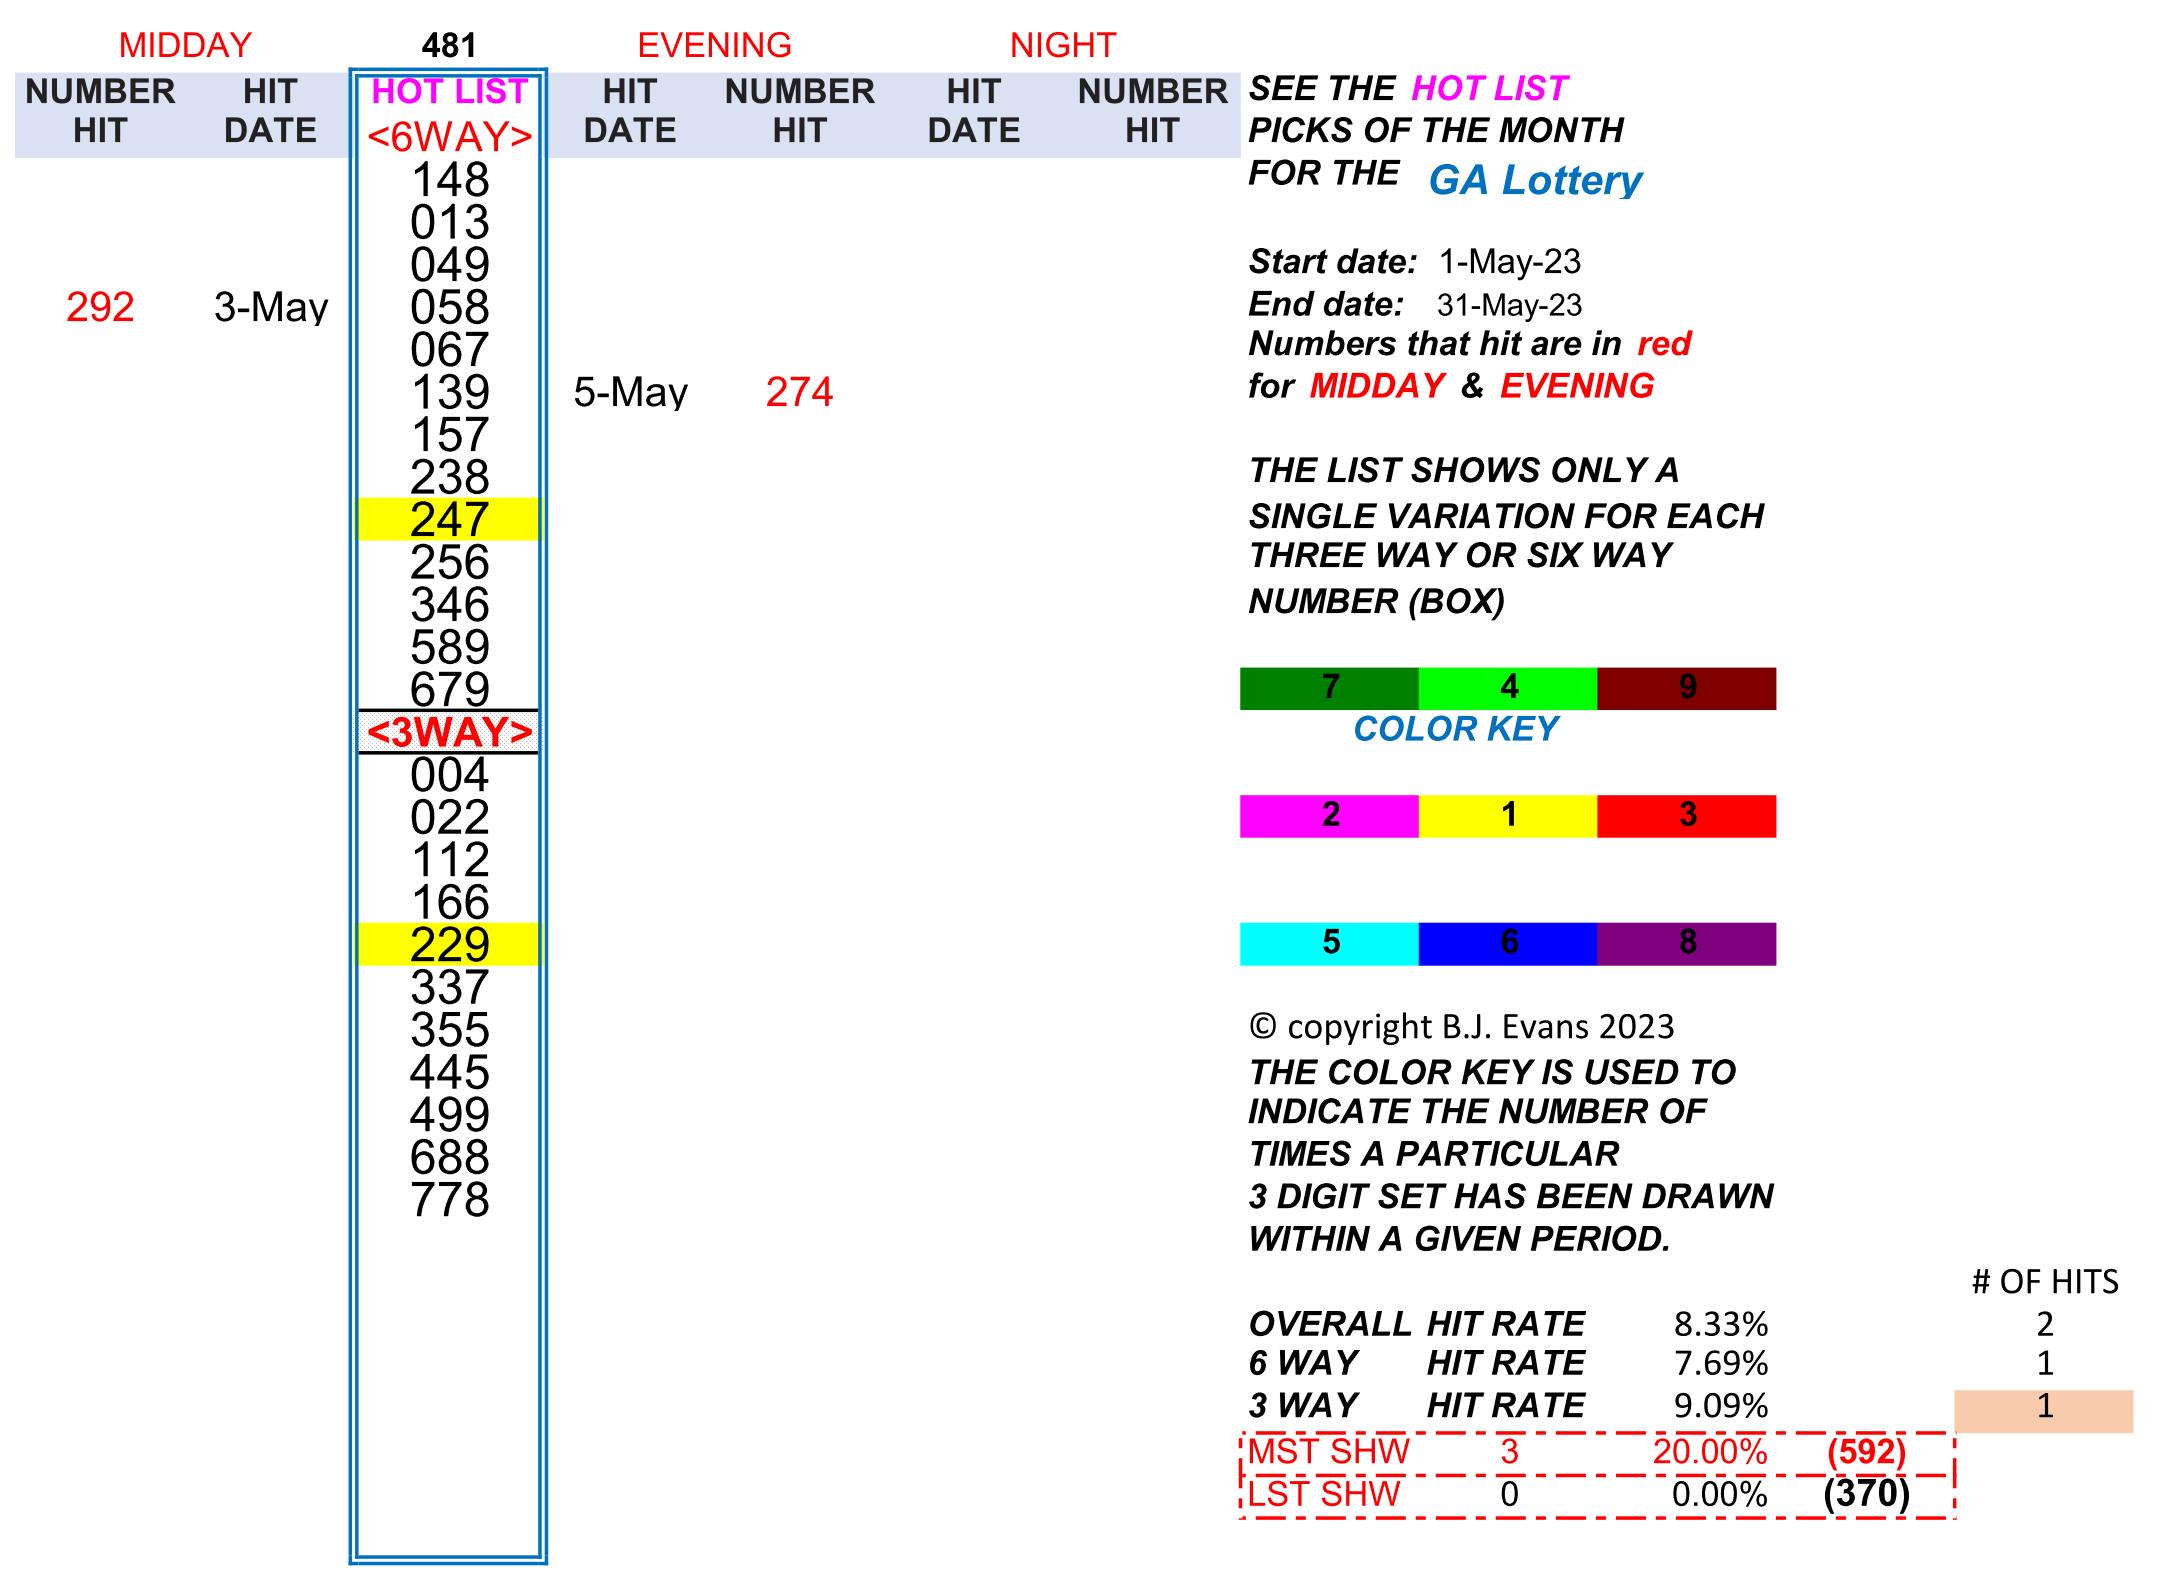 MIDDAY 481 EVENING NIGHT
NUMBER HIT HOT LIST HIT NUMBER HIT NUMBER SEE THE HOT LIST
HIT DATE <6WAY> DATE HIT DATE HIT PICKS OF THE MONTH
148 FOR THE GA Lottery
013
049 Start date: 1-May-23
292 3-May 058 End date: 31-May-23
067 Numbers that hit are in red
139 5-May 274 for MIDDAY & EVENING
157
238 THE LIST SHOWS ONLY A
247 SINGLE VARIATION FOR EACH
256 THREE WAY OR SIX WAY
346 NUMBER (BOX)
589
679 7 4 9
<3WAY> COLOR KEY
004
022 2 1 3
112
166
229 5 6 8
337
355 © copyright B.J. Evans 2023
445 THE COLOR KEY IS USED TO
499 INDICATE THE NUMBER OF
688 TIMES A PARTICULAR
778 3 DIGIT SET HAS BEEN DRAWN
WITHIN A GIVEN PERIOD.
# OF HITS
OVERALL HIT RATE 8.33% 2
6 WAY HIT RATE 7.69% 1
3 WAY HIT RATE 9.09% 1
MST SHW 3 20.00% (592)
LST SHW 0 0.00% (370)